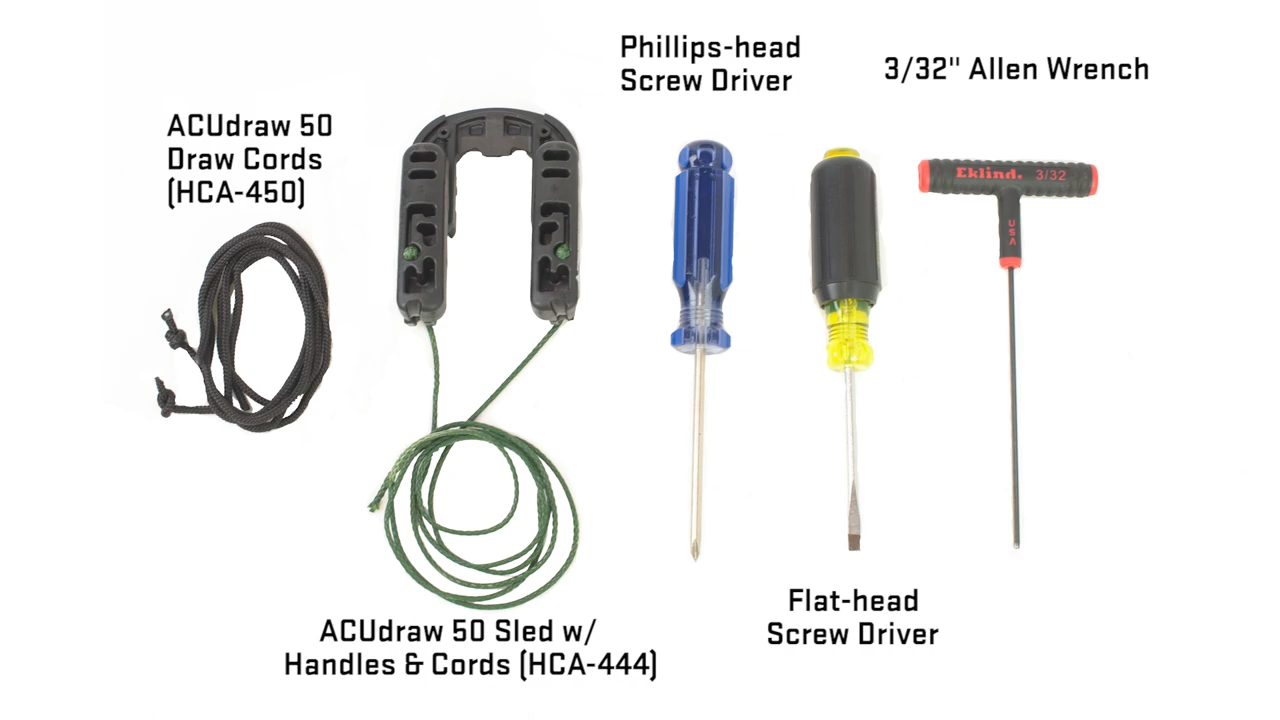 Phillips-head
Screw Driver
3/32" Allen Wrench
ACUdraw 50
Draw Cords
(HCA-450)
Eklind. 3/32
USA
Flat-head
Screw Driver
ACUdraw 50 Sled w/
Handles & Cords (HCA-444)